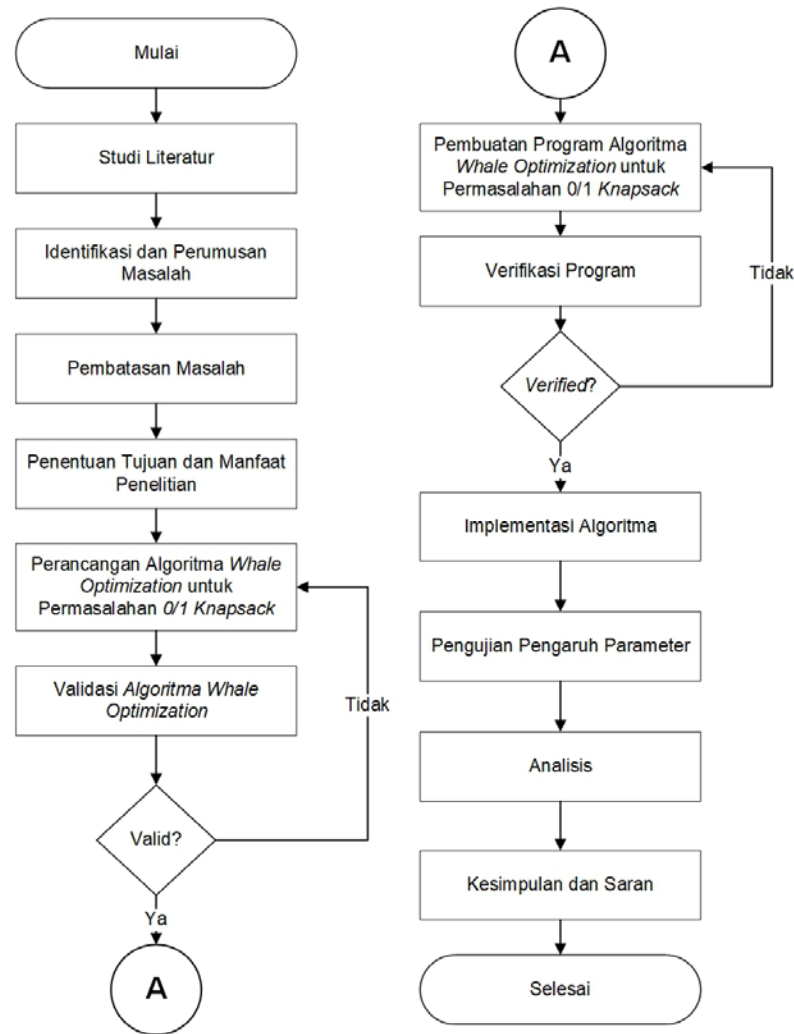 Mulai
Studi Literatur
Identifikasi dan Perumusan
Masalah
Pembatasan Masalah
Penentuan Tujuan dan Manfaat
Penelitian
Perancangan Algoritma Whale
Optimization untuk
Permasalahan 0/1 Knapsack
Validasi Algoritma Whale
Optimization
Tidak
Valid?
Ya
A
A
Pembuatan Program Algoritma
Whale Optimization untuk
Permasalahan 0/1 Knapsack
Verifikasi Program
Tidak
Verified?
Ya
Implementasi Algoritma
Pengujian Pengaruh Parameter
Analisis
Kesimpulan dan Saran
Selesai